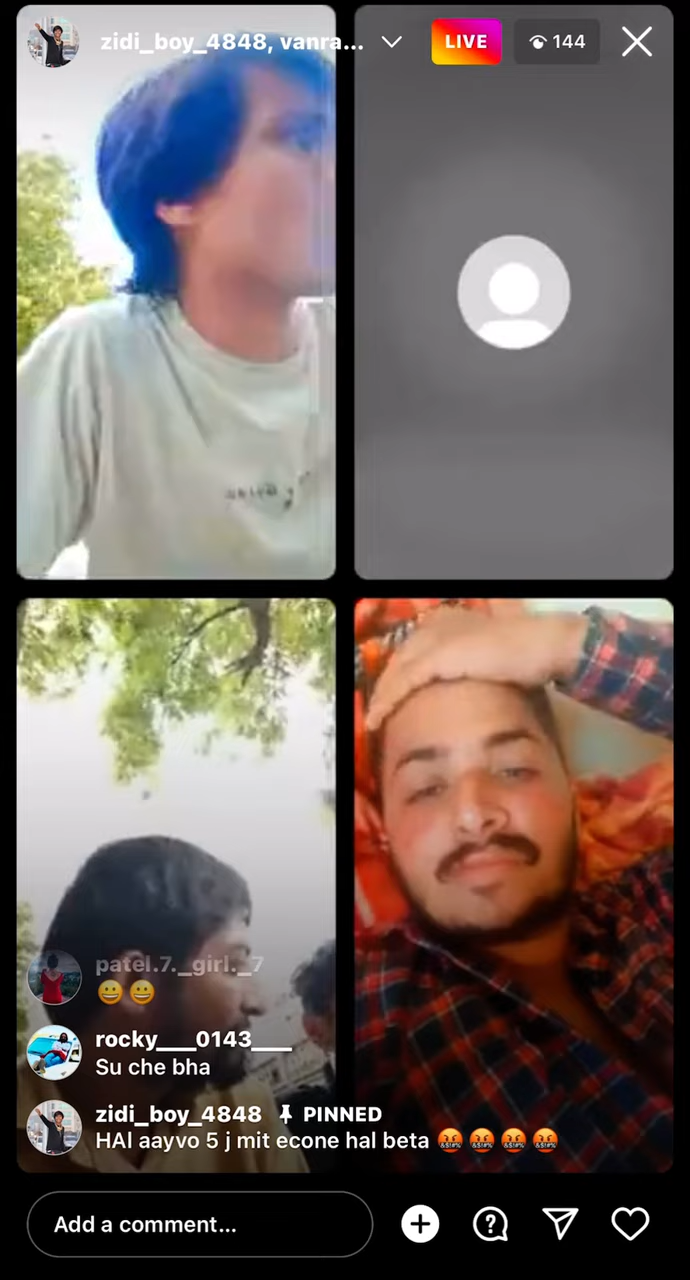 zidi_boy_4848, vanra...
LIVE
144
patel.7._girl._7
😀😀
rocky___0143___
Su che bha
zidi_boy_4848 PINNED
HAI aayvo 5 j mit econe hal beta 🤬🤬🤬🤬
Add a comment...